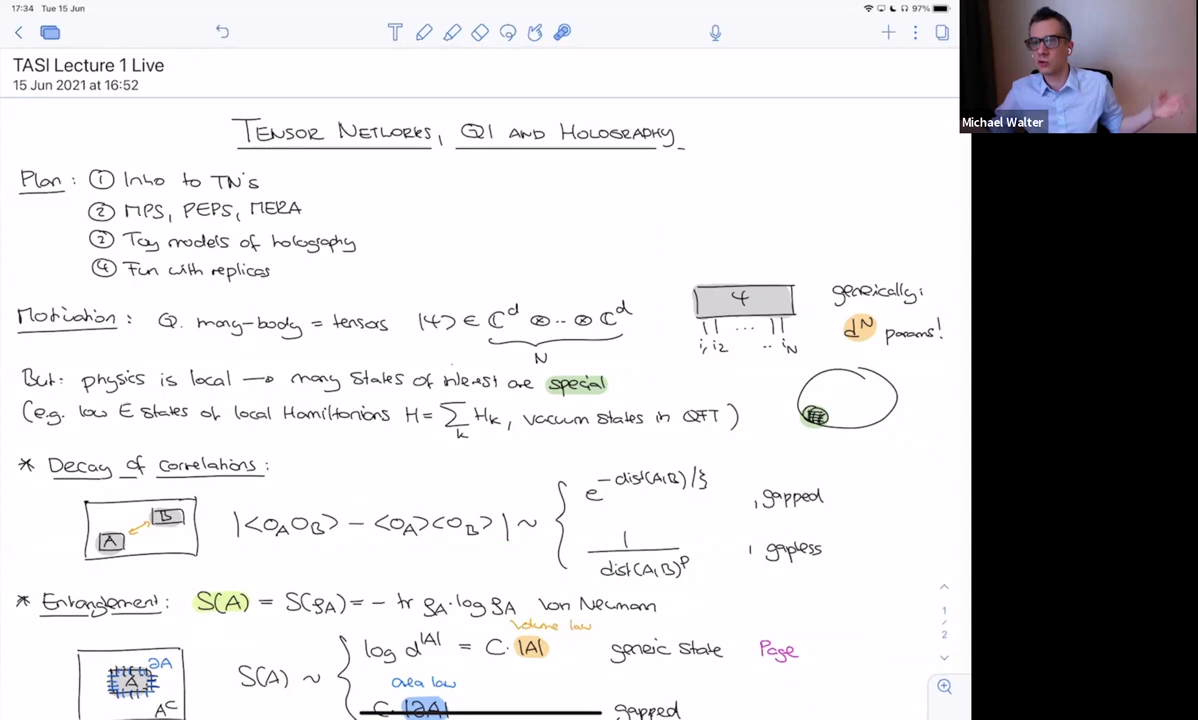 17:34 Tue 15 Jun
97%
TASI Lecture 1 Live
15 Jun 2021 at 16:52
Michael Walter
TENSOR NETWORKS, QI AND HOLOGRAPHY
Plan: ① Intro to TN's
② MPS, PEPS, MERA
③ Toy models of holography
④ Fun with replicas
Motivation: Q. many-body = tensors |ψ⟩ ∈ ℂ^d ⊗ ·· ⊗ ℂ^d
N
ψ
i₁ i₂ ·· i_N
generically:
d^N params!
But: physics is local → many states of interest are special
(e.g. low E states of local Hamiltonians H = Σ_k H_k, vacuum states in QFT)
* Decay of correlations:
A B
|<O_A O_B> − <O_A><O_B>| ~ { e^{−dist(A,B)/ξ} , gapped
1/dist(A,B)^p , gapless
* Entanglement: S(A) = S(ρ_A) = − tr ρ_A · log ρ_A von Neumann
volume law
S(A) ~ { log d^{|A|} = C·|A| generic state Page
area law
C |∂A| gapped
A ∂A
A^C
1
2